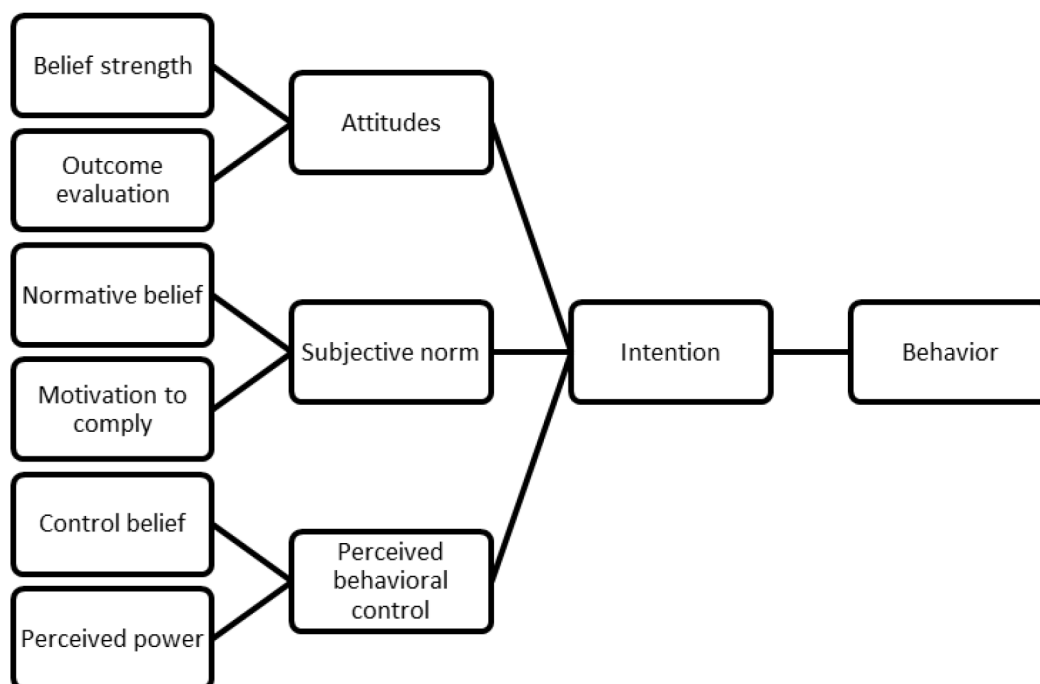 Belief strength
Outcome
evaluation
Attitudes
Normative belief
Motivation to
comply
Subjective norm
Control belief
Perceived power
Perceived
behavioral
control
Intention
Behavior